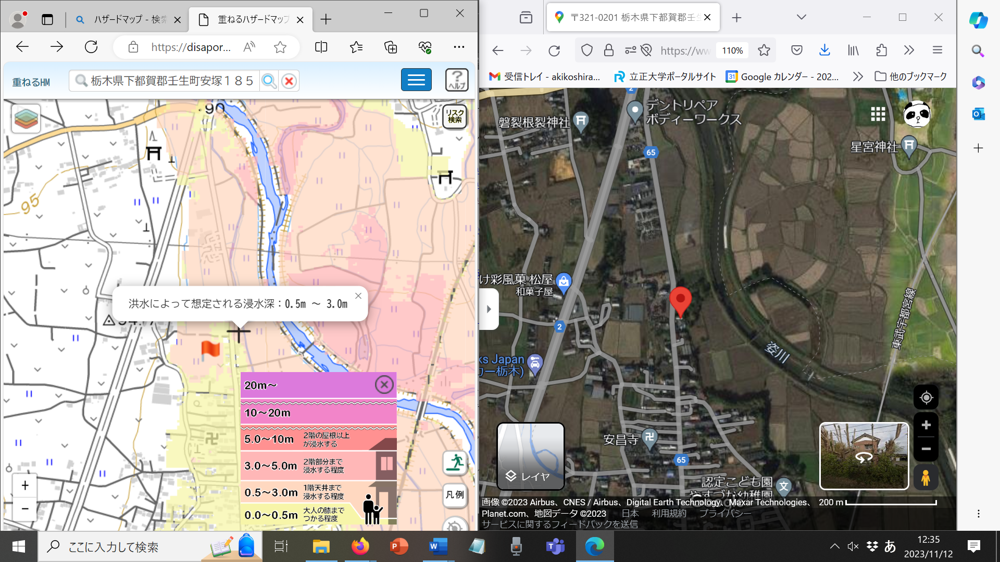 ハザードマップ - 検索
重ねるハザードマップ
https://disapor...
重ねるHM
栃木県下都賀郡壬生町安塚１８５
ヘルプ
リスク
検索
90
95
洪水によって想定される浸水深：0.5m ～ 3.0m
20m～
10～20m
5.0～10m
2階の屋根以上
が浸水する
3.0～5.0m
2階部分まで
浸水する程度
0.5～3.0m
1階天井まで
浸水する程度
0.0～0.5m
大人の膝まで
つかる程度
凡例
〒321-0201 栃木県下都賀郡壬生
https://ww
110%
受信トレイ - akikoshira...
立正大学ポータルサイト
31
Google カレンダー - 202...
他のブックマーク
2
デントリペア
ボディーワークス
磐裂根裂神社
65
星宮神社
け彩風菓 松屋
和菓子屋
2
ks Japan
カー栃木)
姿川
東武宇都宮線
安昌寺
65
認定こども園
やすづか幼稚園
レイヤ
Google
画像 ©2023 Airbus、CNES / Airbus、Digital Earth Technology、Maxar Technologies、
Planet.com、地図データ ©2023
日本
利用規約
プライバシー
200 m
サービスに関するフィードバックを送信
ここに入力して検索
あ
12:35
2023/11/12